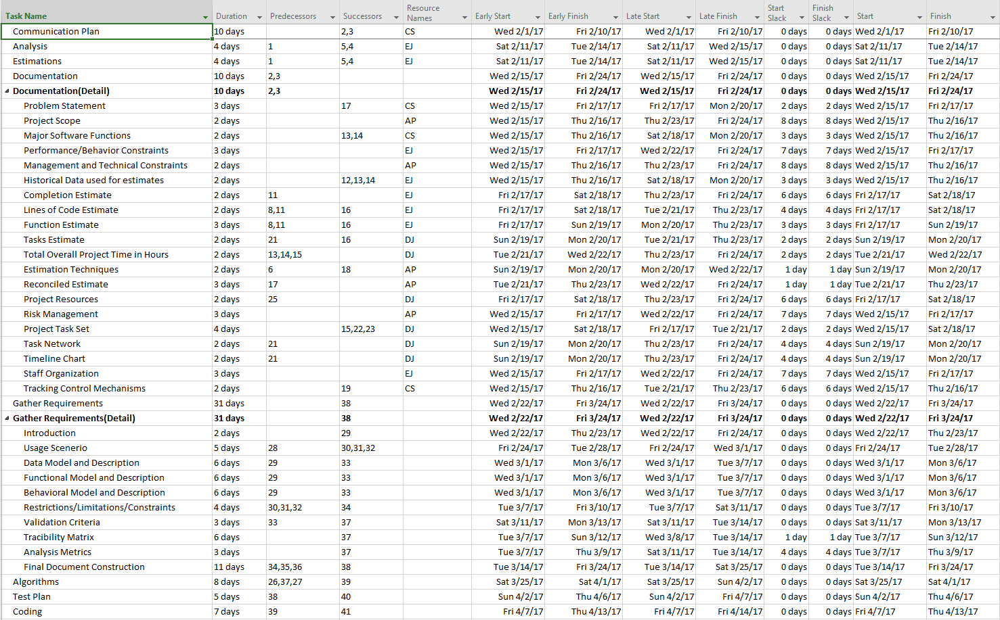 Task Name Duration Predecessors Successors Resource Names Early Start Early Finish Late Start Late Finish Start Slack Finish Slack Start Finish
Communication Plan 10 days 2,3 CS Wed 2/1/17 Fri 2/10/17 Wed 2/1/17 Fri 2/10/17 0 days 0 days Wed 2/1/17 Fri 2/10/17
Analysis 4 days 1 5,4 EJ Sat 2/11/17 Tue 2/14/17 Sat 2/11/17 Wed 2/15/17 0 days 0 days Sat 2/11/17 Tue 2/14/17
Estimations 4 days 1 5,4 EJ Sat 2/11/17 Tue 2/14/17 Sat 2/11/17 Wed 2/15/17 0 days 0 days Sat 2/11/17 Tue 2/14/17
Documentation 10 days 2,3 Wed 2/15/17 Fri 2/24/17 Wed 2/15/17 Fri 2/24/17 0 days 0 days Wed 2/15/17 Fri 2/24/17
Documentation(Detail) 10 days 2,3 Wed 2/15/17 Fri 2/24/17 Wed 2/15/17 Fri 2/24/17 0 days 0 days Wed 2/15/17 Fri 2/24/17
Problem Statement 3 days 17 CS Wed 2/15/17 Fri 2/17/17 Fri 2/17/17 Mon 2/20/17 2 days 2 days Wed 2/15/17 Fri 2/17/17
Project Scope 2 days AP Wed 2/15/17 Thu 2/16/17 Thu 2/23/17 Fri 2/24/17 8 days 8 days Wed 2/15/17 Thu 2/16/17
Major Software Functions 2 days 13,14 CS Wed 2/15/17 Thu 2/16/17 Sat 2/18/17 Mon 2/20/17 3 days 3 days Wed 2/15/17 Thu 2/16/17
Performance/Behavior Constraints 3 days EJ Wed 2/15/17 Fri 2/17/17 Wed 2/22/17 Fri 2/24/17 7 days 7 days Wed 2/15/17 Fri 2/17/17
Management and Technical Constraints 2 days AP Wed 2/15/17 Thu 2/16/17 Thu 2/23/17 Fri 2/24/17 8 days 8 days Wed 2/15/17 Thu 2/16/17
Historical Data used for estimates 2 days 12,13,14 EJ Wed 2/15/17 Thu 2/16/17 Sat 2/18/17 Mon 2/20/17 3 days 3 days Wed 2/15/17 Thu 2/16/17
Completion Estimate 2 days 11 EJ Fri 2/17/17 Sat 2/18/17 Thu 2/23/17 Fri 2/24/17 6 days 6 days Fri 2/17/17 Sat 2/18/17
Lines of Code Estimate 2 days 8,11 16 EJ Fri 2/17/17 Sat 2/18/17 Tue 2/21/17 Thu 2/23/17 4 days 4 days Fri 2/17/17 Sat 2/18/17
Function Estimate 3 days 8,11 16 EJ Fri 2/17/17 Sun 2/19/17 Mon 2/20/17 Thu 2/23/17 3 days 3 days Fri 2/17/17 Sun 2/19/17
Tasks Estimate 2 days 21 16 DJ Sun 2/19/17 Mon 2/20/17 Tue 2/21/17 Thu 2/23/17 2 days 2 days Sun 2/19/17 Mon 2/20/17
Total Overall Project Time in Hours 2 days 13,14,15 DJ Tue 2/21/17 Wed 2/22/17 Thu 2/23/17 Fri 2/24/17 2 days 2 days Tue 2/21/17 Wed 2/22/17
Estimation Techniques 2 days 6 18 AP Sun 2/19/17 Mon 2/20/17 Mon 2/20/17 Wed 2/22/17 1 day 1 day Sun 2/19/17 Mon 2/20/17
Reconciled Estimate 3 days 17 AP Tue 2/21/17 Thu 2/23/17 Wed 2/22/17 Fri 2/24/17 1 day 1 day Tue 2/21/17 Thu 2/23/17
Project Resources 2 days 25 DJ Fri 2/17/17 Sat 2/18/17 Thu 2/23/17 Fri 2/24/17 6 days 6 days Fri 2/17/17 Sat 2/18/17
Risk Management 3 days AP Wed 2/15/17 Fri 2/17/17 Wed 2/22/17 Fri 2/24/17 7 days 7 days Wed 2/15/17 Fri 2/17/17
Project Task Set 4 days 15,22,23 DJ Wed 2/15/17 Sat 2/18/17 Fri 2/17/17 Tue 2/21/17 2 days 2 days Wed 2/15/17 Sat 2/18/17
Task Network 2 days 21 DJ Sun 2/19/17 Mon 2/20/17 Thu 2/23/17 Fri 2/24/17 4 days 4 days Sun 2/19/17 Mon 2/20/17
Timeline Chart 2 days 21 DJ Sun 2/19/17 Mon 2/20/17 Thu 2/23/17 Fri 2/24/17 4 days 4 days Sun 2/19/17 Mon 2/20/17
Staff Organization 3 days EJ Wed 2/15/17 Fri 2/17/17 Wed 2/22/17 Fri 2/24/17 7 days 7 days Wed 2/15/17 Fri 2/17/17
Tracking Control Mechanisms 2 days 19 CS Wed 2/15/17 Thu 2/16/17 Tue 2/21/17 Thu 2/23/17 6 days 6 days Wed 2/15/17 Thu 2/16/17
Gather Requirements 31 days 38 Wed 2/22/17 Fri 3/24/17 Wed 2/22/17 Fri 3/24/17 0 days 0 days Wed 2/22/17 Fri 3/24/17
Gather Requirements(Detail) 31 days 38 Wed 2/22/17 Fri 3/24/17 Wed 2/22/17 Fri 3/24/17 0 days 0 days Wed 2/22/17 Fri 3/24/17
Introduction 2 days 29 Wed 2/22/17 Thu 2/23/17 Wed 2/22/17 Fri 2/24/17 0 days 0 days Wed 2/22/17 Thu 2/23/17
Usage Scenerio 5 days 28 30,31,32 Fri 2/24/17 Tue 2/28/17 Fri 2/24/17 Wed 3/1/17 0 days 0 days Fri 2/24/17 Tue 2/28/17
Data Model and Description 6 days 29 33 Wed 3/1/17 Mon 3/6/17 Wed 3/1/17 Tue 3/7/17 0 days 0 days Wed 3/1/17 Mon 3/6/17
Functional Model and Description 6 days 29 33 Wed 3/1/17 Mon 3/6/17 Wed 3/1/17 Tue 3/7/17 0 days 0 days Wed 3/1/17 Mon 3/6/17
Behavioral Model and Description 6 days 29 33 Wed 3/1/17 Mon 3/6/17 Wed 3/1/17 Tue 3/7/17 0 days 0 days Wed 3/1/17 Mon 3/6/17
Restrictions/Limitations/Constraints 4 days 30,31,32 34 Tue 3/7/17 Fri 3/10/17 Tue 3/7/17 Sat 3/11/17 0 days 0 days Tue 3/7/17 Fri 3/10/17
Validation Criteria 3 days 33 37 Sat 3/11/17 Mon 3/13/17 Sat 3/11/17 Tue 3/14/17 0 days 0 days Sat 3/11/17 Mon 3/13/17
Tracibility Matrix 6 days 37 Tue 3/7/17 Sun 3/12/17 Wed 3/8/17 Tue 3/14/17 1 day 1 day Tue 3/7/17 Sun 3/12/17
Analysis Metrics 3 days 37 Tue 3/7/17 Thu 3/9/17 Sat 3/11/17 Tue 3/14/17 4 days 4 days Tue 3/7/17 Thu 3/9/17
Final Document Construction 11 days 34,35,36 38 Tue 3/14/17 Fri 3/24/17 Tue 3/14/17 Sat 3/25/17 0 days 0 days Tue 3/14/17 Fri 3/24/17
Algorithms 8 days 26,37,27 39 Sat 3/25/17 Sat 4/1/17 Sat 3/25/17 Sun 4/2/17 0 days 0 days Sat 3/25/17 Sat 4/1/17
Test Plan 5 days 38 40 Sun 4/2/17 Thu 4/6/17 Sun 4/2/17 Fri 4/7/17 0 days 0 days Sun 4/2/17 Thu 4/6/17
Coding 7 days 39 41 Fri 4/7/17 Thu 4/13/17 Fri 4/7/17 Fri 4/14/17 0 days 0 days Fri 4/7/17 Thu 4/13/17